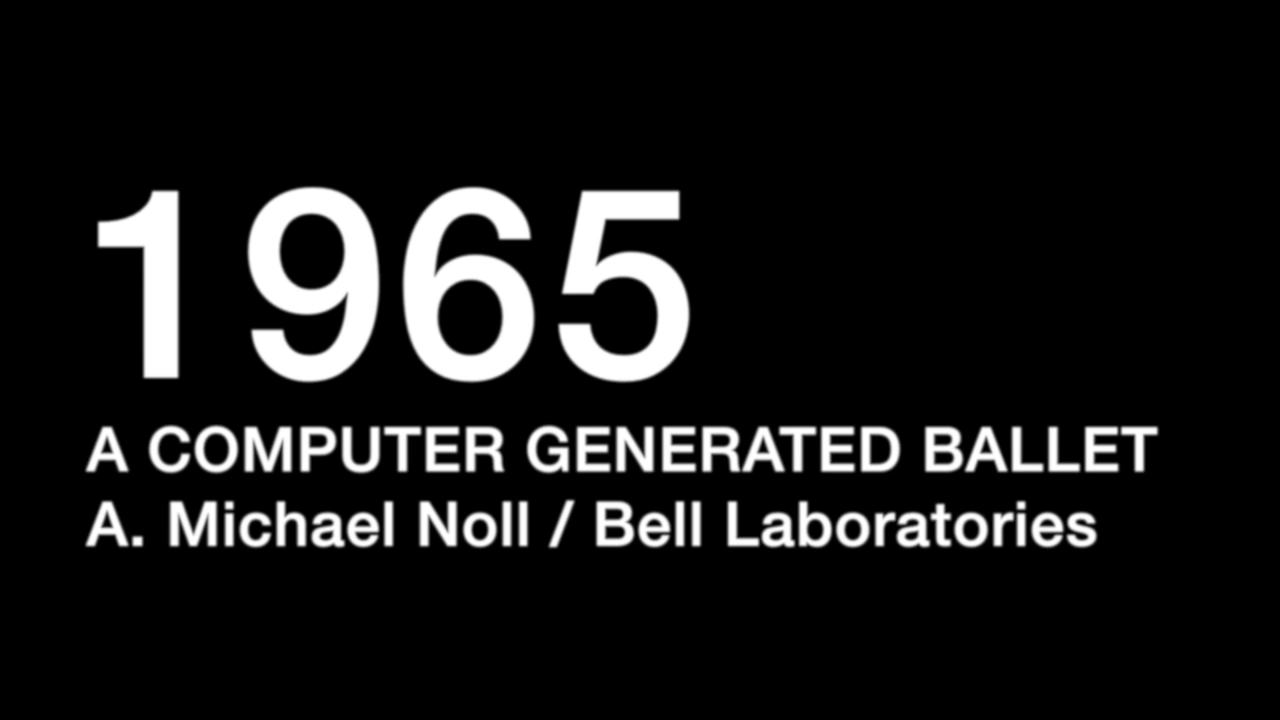 1965
A COMPUTER GENERATED BALLET
A. Michael Noll / Bell Laboratories